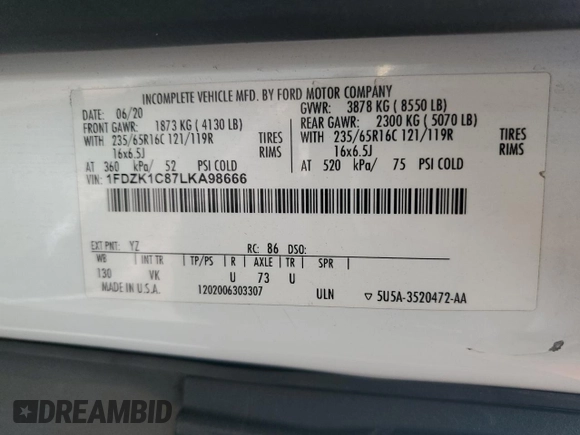 INCOMPLETE VEHICLE MFD. BY FORD MOTOR COMPANY
DATE: 06/20 GVWR: 3878 KG ( 8550 LB)
FRONT GAWR: 1873 KG ( 4130 LB) REAR GAWR: 2300 KG ( 5070 LB)
WITH 235/65R16C 121/119R TIRES WITH 235/65R16C 121/119R TIRES
16x6.5J RIMS 16x6.5J RIMS
AT 360 kPa/ 52 PSI COLD AT 520 kPa/ 75 PSI COLD
VIN: 1FDZK1C87LKA98666
EXT PNT: YZ RC: 86 DSO:
WB INT TR TP/PS R AXLE TR SPR
130 VK U 73 U
MADE IN U.S.A. 1202006303307 ULN ▽ 5U5A-3520472-AA
DREAMBID